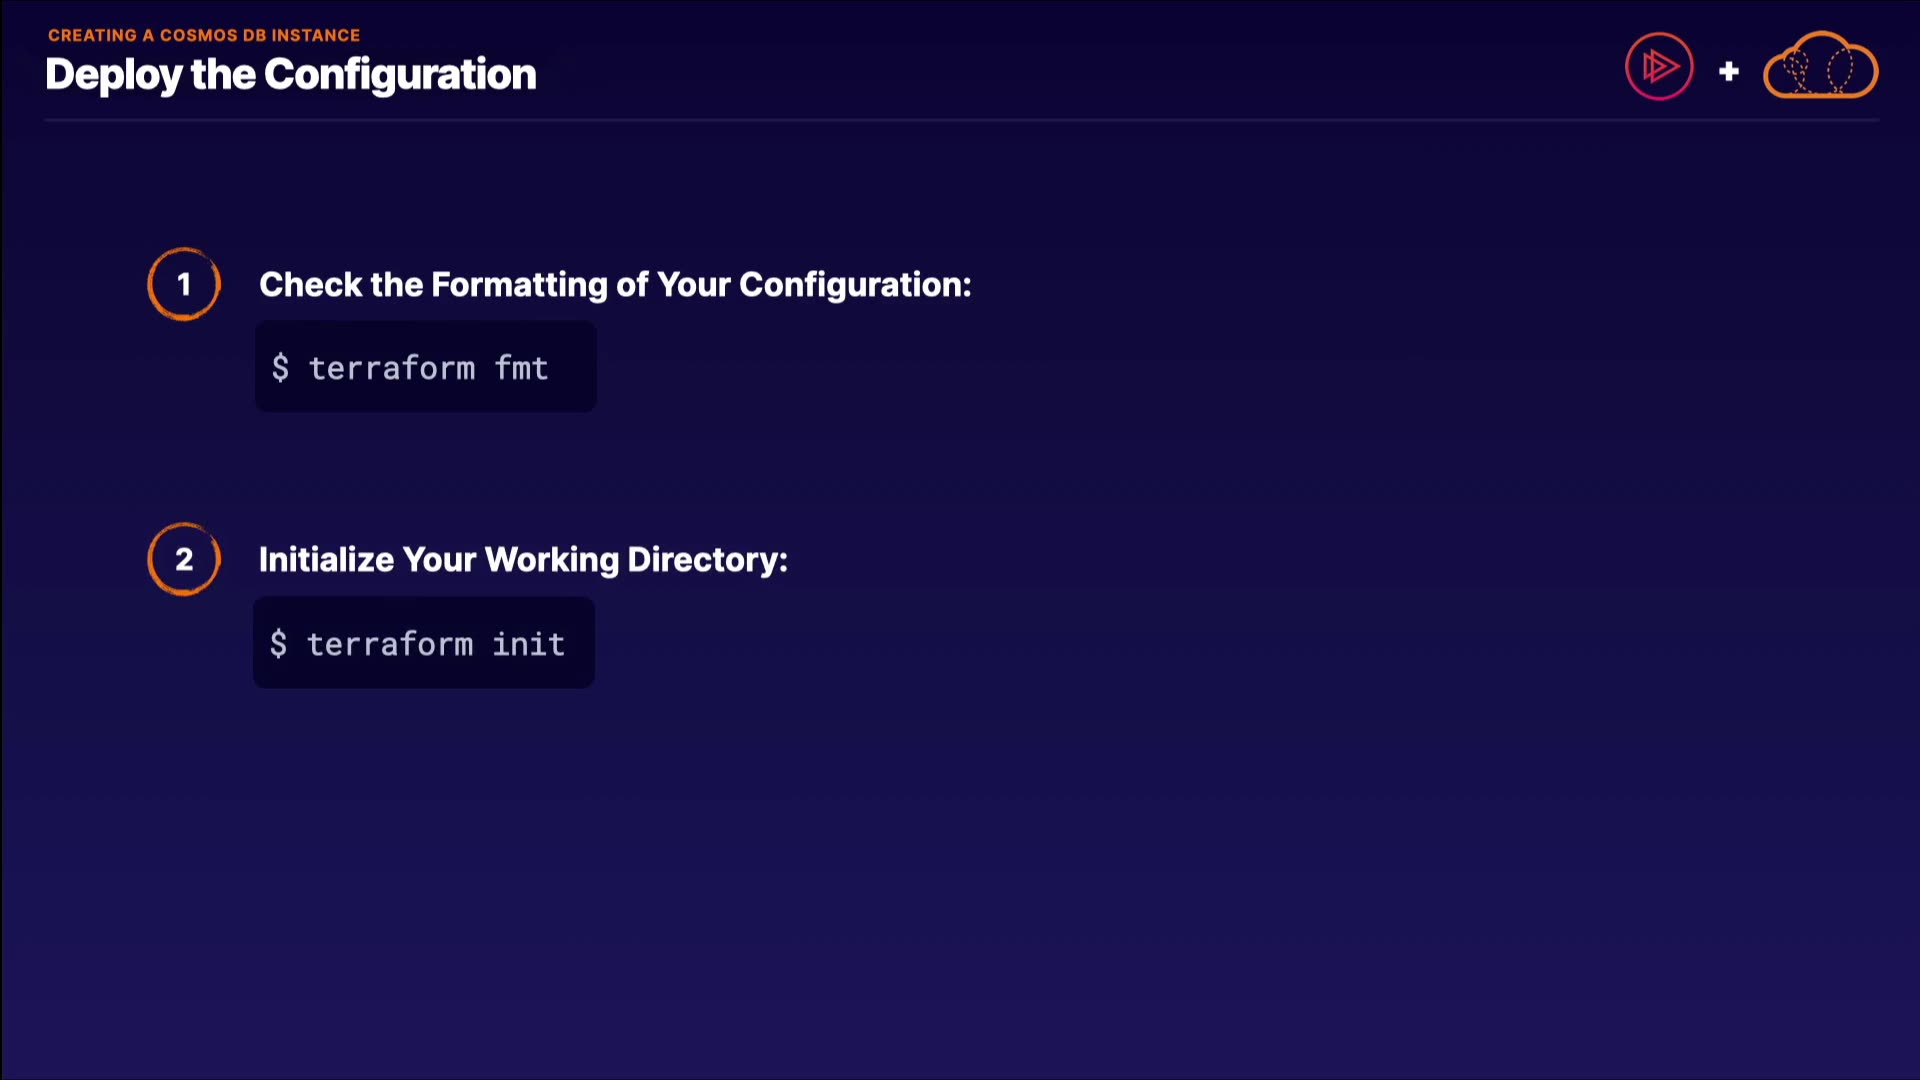 CREATING A COSMOS DB INSTANCE
Deploy the Configuration
1
Check the Formatting of Your Configuration:
$ terraform fmt
2
Initialize Your Working Directory:
$ terraform init